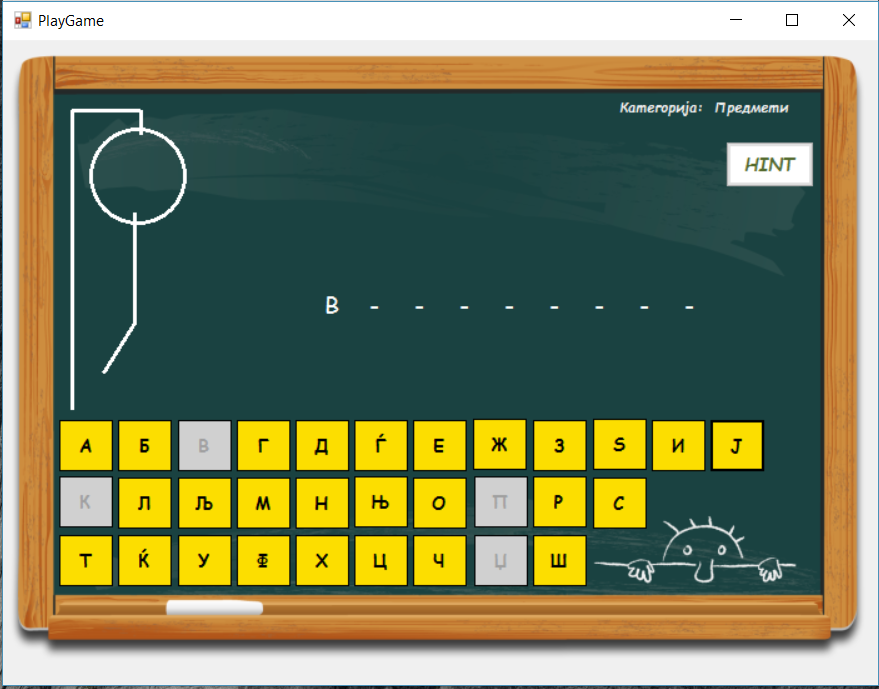 PlayGame
Категорија: Предмети
HINT
В - - - - - - - -
А Б В Г Д Ѓ Е Ж З Ѕ И Ј
К Л Љ М Н Њ О П Р С
Т Ќ У Ф Х Ц Ч Џ Ш